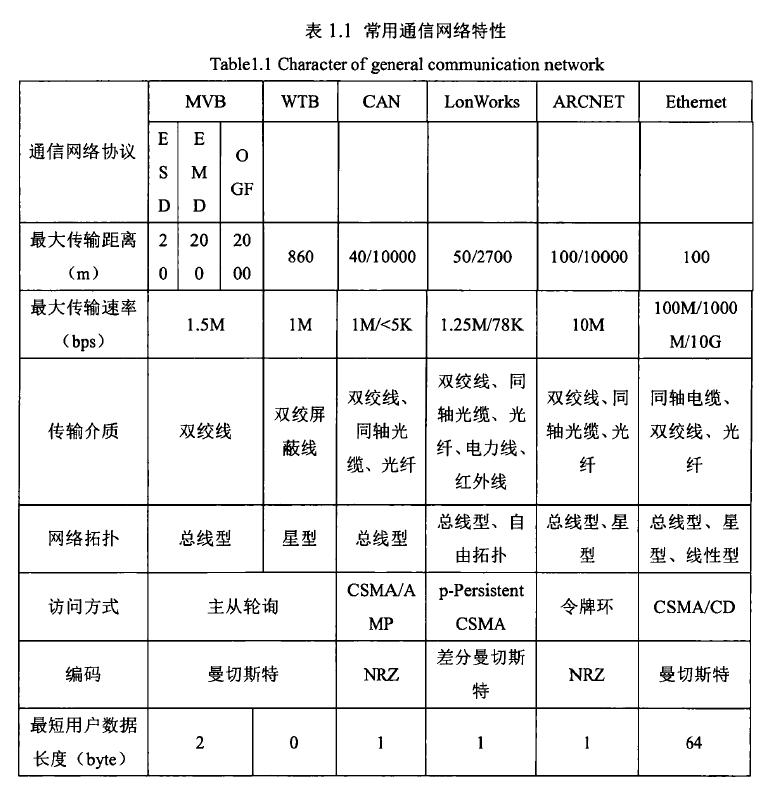 表 1.1 常用通信网络特性
Table1.1 Character of general communication network
通信网络协议 MVB WTB CAN LonWorks ARCNET Ethernet
E E O
S M GF
D D
最大传输距离 2 20 20 860 40/10000 50/2700 100/10000 100
（m） 0 0 00
最大传输速率 1.5M 1M 1M/<5K 1.25M/78K 10M 100M/1000
（bps） M/10G
传输介质 双绞线 双绞屏 双绞线、 双绞线、同 双绞线、同 同轴电缆、
蔽线 同轴光 轴光缆、光 轴光缆、光 双绞线、光
缆、光纤 纤、电力线、 纤 纤
红外线
网络拓扑 总线型 星型 总线型 总线型、自 总线型、星 总线型、星
由拓扑 型 型、线性型
访问方式 主从轮询 CSMA/A p-Persistent 令牌环 CSMA/CD
MP CSMA
编码 曼切斯特 NRZ 差分曼切斯 NRZ 曼切斯特
特
最短用户数据 2 0 1 1 1 64
长度（byte）